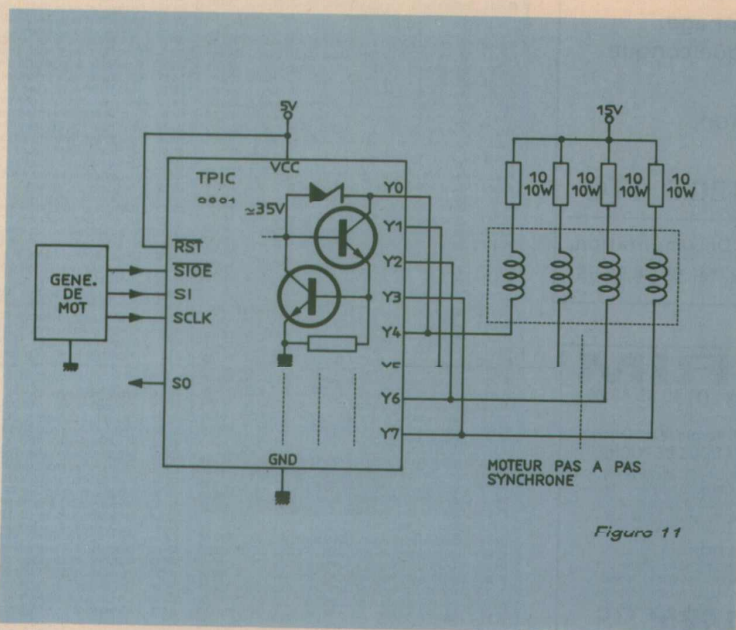 5V
15V
VCC
TPIC
≃35V
Y0
10
10W
10
10W
10
10W
10
10W
Y1
RST
Y2
GENE.
DE
MOT
SIOE
SI
SCLK
Y3
Y4
SO
Y6
Y7
GND
MOTEUR PAS A PAS
SYNCHRONE
Figure 11